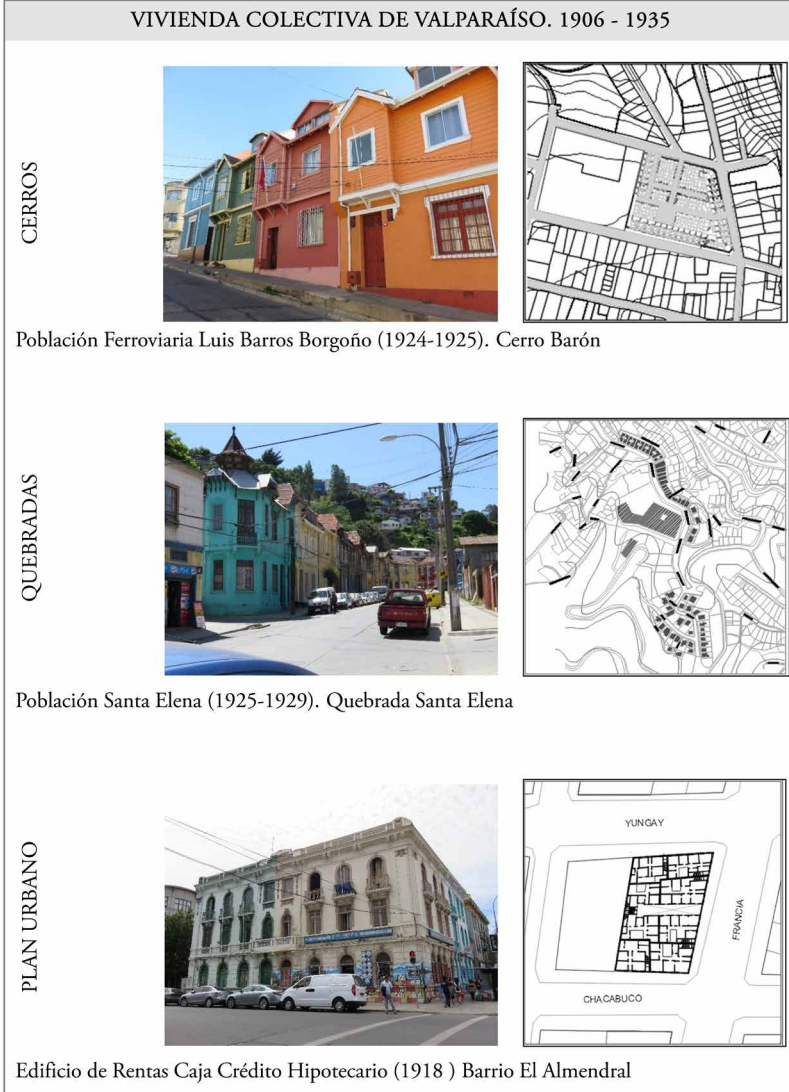 VIVIENDA COLECTIVA DE VALPARAÍSO. 1906 - 1935
CERROS
Población Ferroviaria Luis Barros Borgoño (1924-1925). Cerro Barón
QUEBRADAS
Población Santa Elena (1925-1929). Quebrada Santa Elena
PLAN URBANO
YUNGAY
FRANCIA
CHACABUCO
Edificio de Rentas Caja Crédito Hipotecario (1918 ) Barrio El Almendral